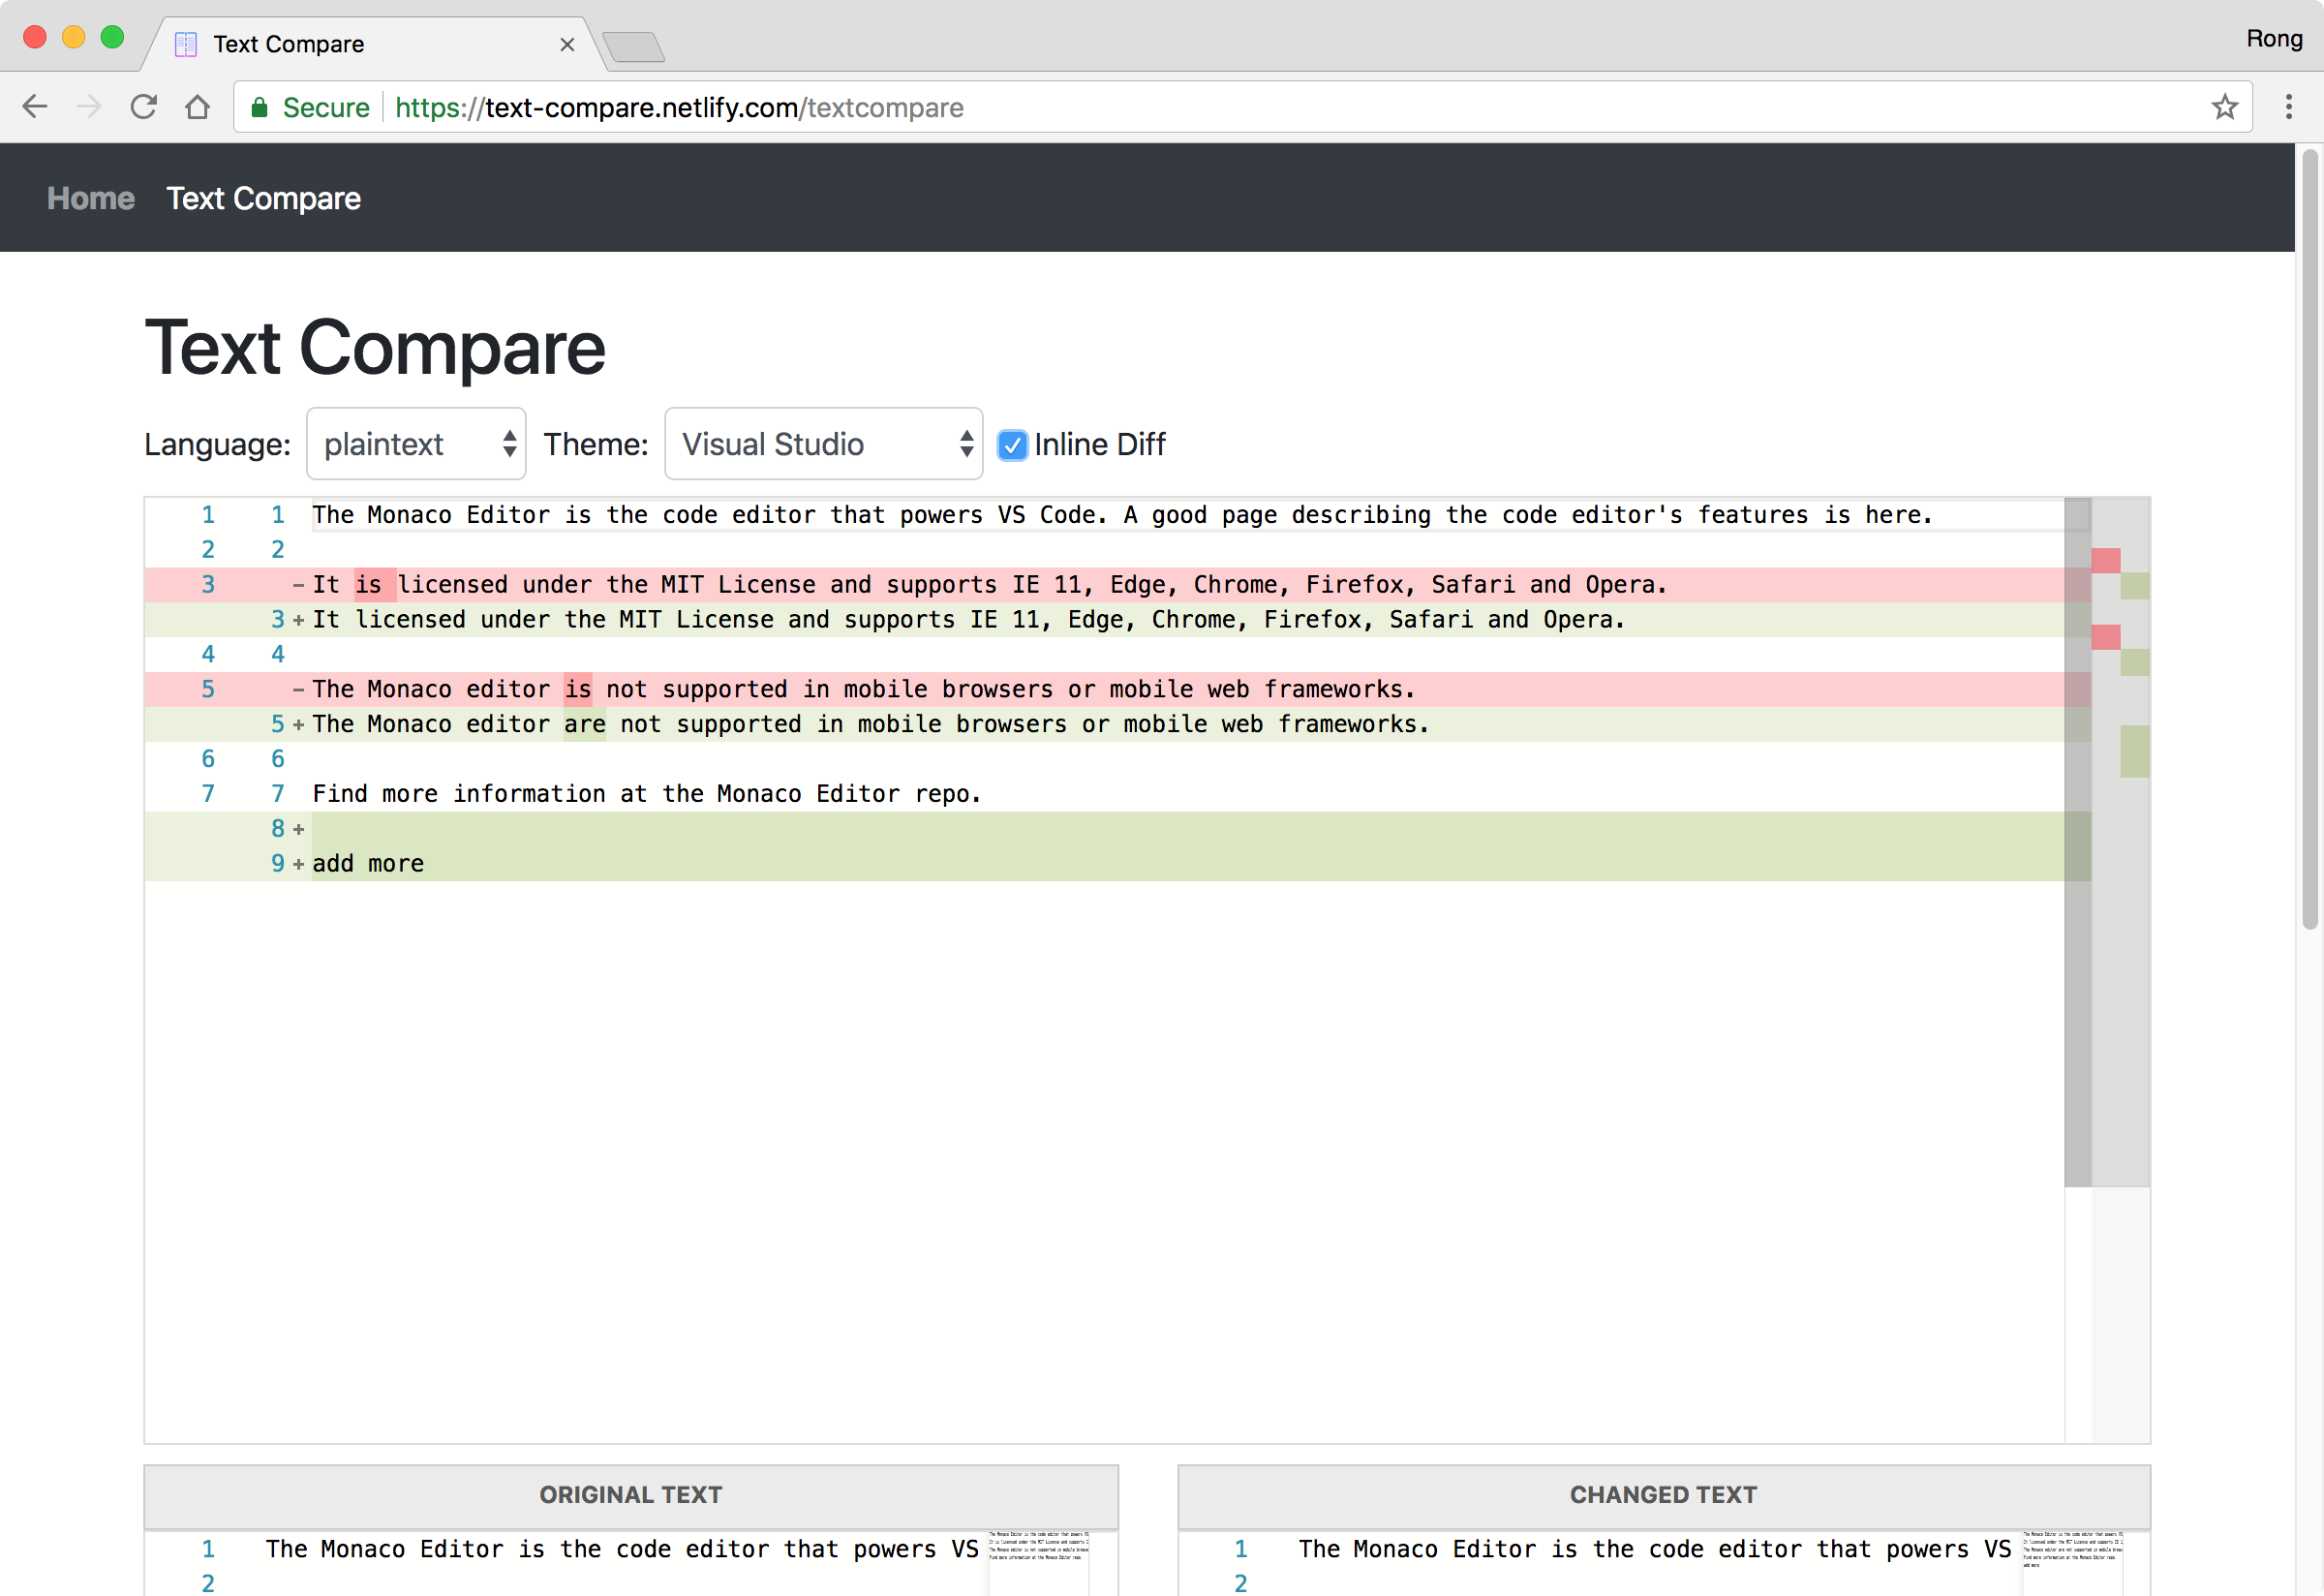 Text Compare
Rong
Secure https://text-compare.netlify.com/textcompare
Home Text Compare
Text Compare
Language: plaintext Theme: Visual Studio Inline Diff
1 1 The Monaco Editor is the code editor that powers VS Code. A good page describing the code editor's features is here.
2 2
3 -It is licensed under the MIT License and supports IE 11, Edge, Chrome, Firefox, Safari and Opera.
3 +It licensed under the MIT License and supports IE 11, Edge, Chrome, Firefox, Safari and Opera.
4 4
5 -The Monaco editor is not supported in mobile browsers or mobile web frameworks.
5 +The Monaco editor are not supported in mobile browsers or mobile web frameworks.
6 6
7 7 Find more information at the Monaco Editor repo.
8 +
9 +add more
ORIGINAL TEXT
1 The Monaco Editor is the code editor that powers VS
2
CHANGED TEXT
1 The Monaco Editor is the code editor that powers VS
2